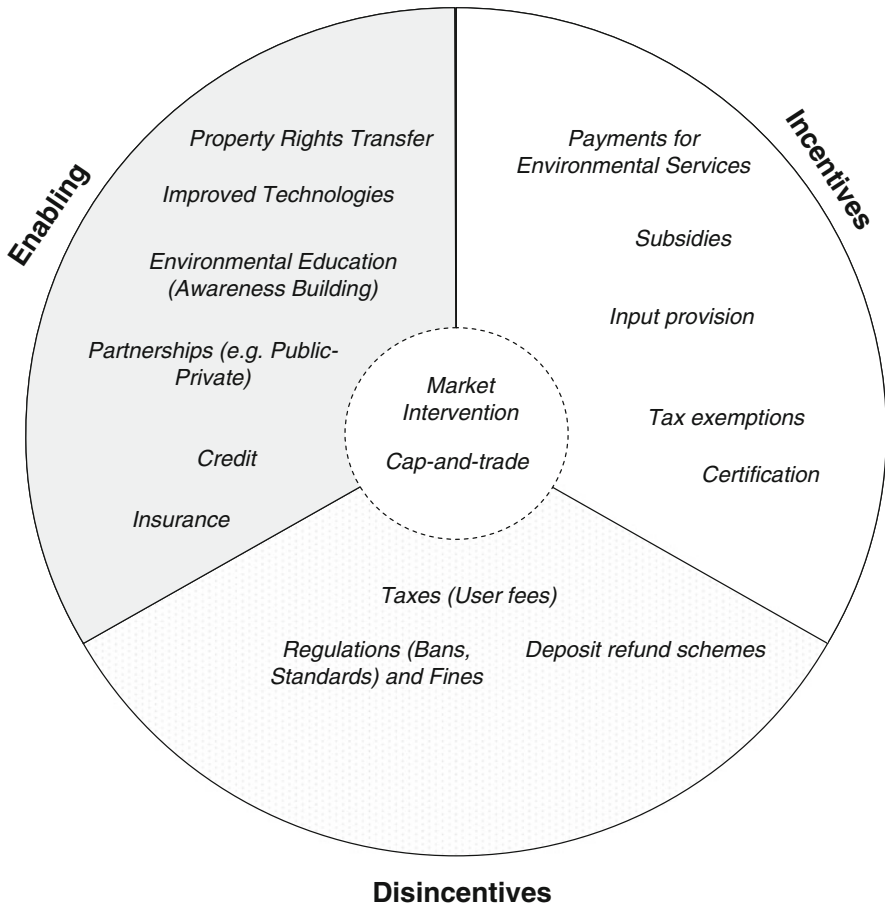 Enabling
Property Rights Transfer
Improved Technologies
Environmental Education
(Awareness Building)
Partnerships (e.g. Public-
Private)
Credit
Insurance
Incentives
Payments for
Environmental Services
Subsidies
Input provision
Tax exemptions
Certification
Market
Intervention
Cap-and-trade
Taxes (User fees)
Regulations (Bans,
Standards) and Fines
Deposit refund schemes
Disincentives